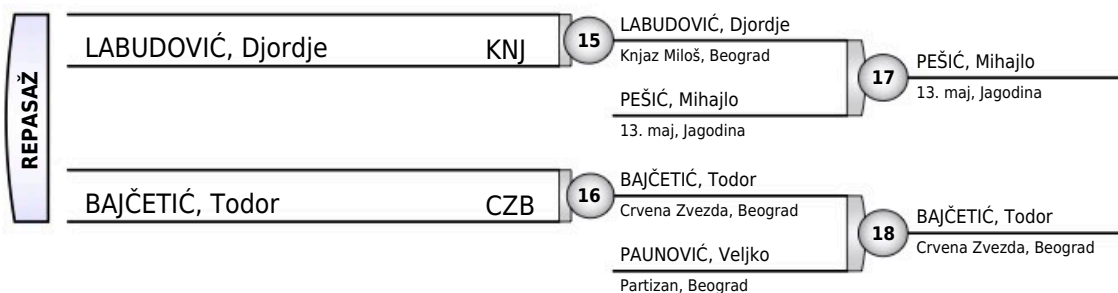 REPASAŽ
LABUDOVIĆ, Djordje KNJ
15
LABUDOVIĆ, Djordje
Knjaz Miloš, Beograd
PEŠIĆ, Mihajlo
13. maj, Jagodina
17
PEŠIĆ, Mihajlo
13. maj, Jagodina
BAJČETIĆ, Todor CZB
16
BAJČETIĆ, Todor
Crvena Zvezda, Beograd
PAUNOVIĆ, Veljko
Partizan, Beograd
18
BAJČETIĆ, Todor
Crvena Zvezda, Beograd